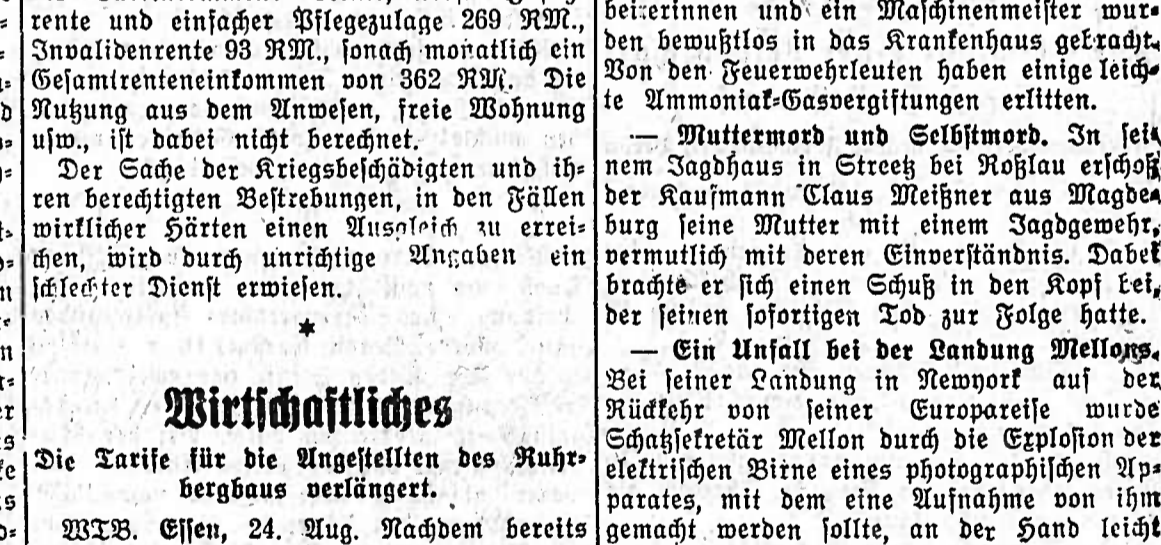 rente und einfacher Pflegezulage 269 RM.,
Invalidenrente 93 RM., sonach monatlich ein
Gesamtrenteneinkommen von 362 RM. Die
Nutzung aus dem Anwesen, freie Wohnung
usw., ist dabei nicht berechnet.
Der Sache der Kriegsbeschädigten und ih-
ren berechtigten Bestrebungen, in den Fällen
wirklicher Härten einen Ausgleich zu errei-
chen, wird durch unrichtige Angaben ein
schlechter Dienst erwiesen.
*
Wirtschaftliches
Die Tarife für die Angestellten des Ruhr-
bergbaus verlängert.
WTB. Essen, 24. Aug. Nachdem bereits
beiterinnen und ein Maschinenmeister wur-
den bewußtlos in das Krankenhaus gebracht.
Von den Feuerwehrleuten haben einige leich-
te Ammoniak-Gasvergiftungen erlitten.
— Muttermord und Selbstmord. In sei-
nem Jagdhaus in Streetz bei Roßlau erschoß
der Kaufmann Claus Meißner aus Magde-
burg seine Mutter mit einem Jagdgewehr,
vermutlich mit deren Einverständnis. Dabei
brachte er sich einen Schuß in den Kopf bei,
der seinen sofortigen Tod zur Folge hatte.
— Ein Unfall bei der Landung Mellons.
Bei seiner Landung in Newyork auf der
Rückkehr von seiner Europareise wurde
Schatzsekretär Mellon durch die Explosion der
elektrischen Birne eines photographischen Ap-
parates, mit dem eine Aufnahme von ihm
gemacht werden sollte, an der Hand leicht